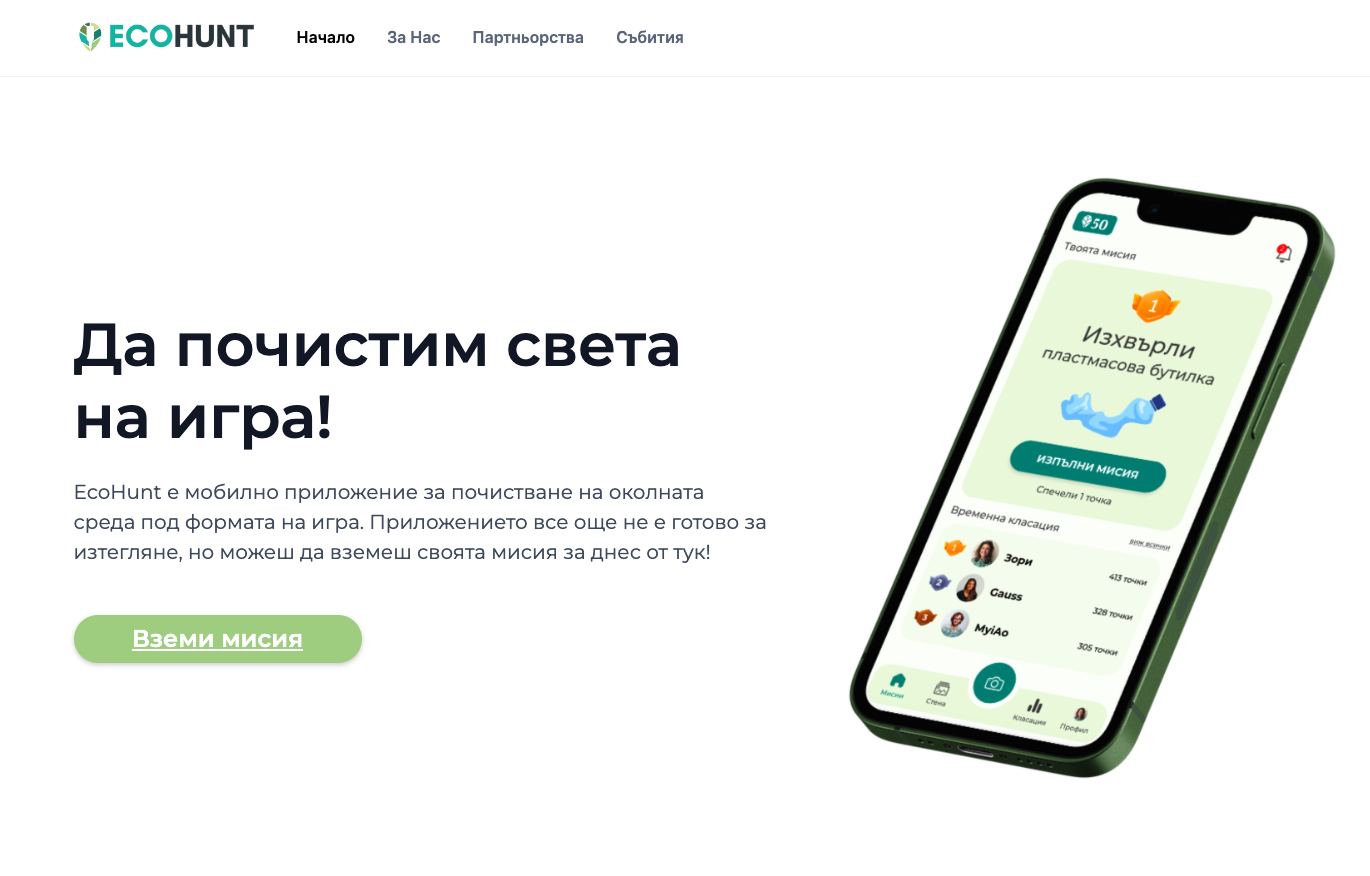 ECOHUNT
Начало
За Нас
Партньорства
Събития
Да почистим света
на игра!
EcoHunt е мобилно приложение за почистване на околната
среда под формата на игра. Приложението все още не е готово за
изтегляне, но можеш да вземеш своята мисия за днес от тук!
Вземи мисия
50
2
Твоята мисия
1
Изхвърли
пластмасова бутилка
ИЗПЪЛНИ МИСИЯ
Спечели 1 точка
Временна класация
виж всички
1 Зори 413 точки
2 Gauss 328 точки
3 MyiAo 305 точки
Мисии
Стена
Класация
Профил